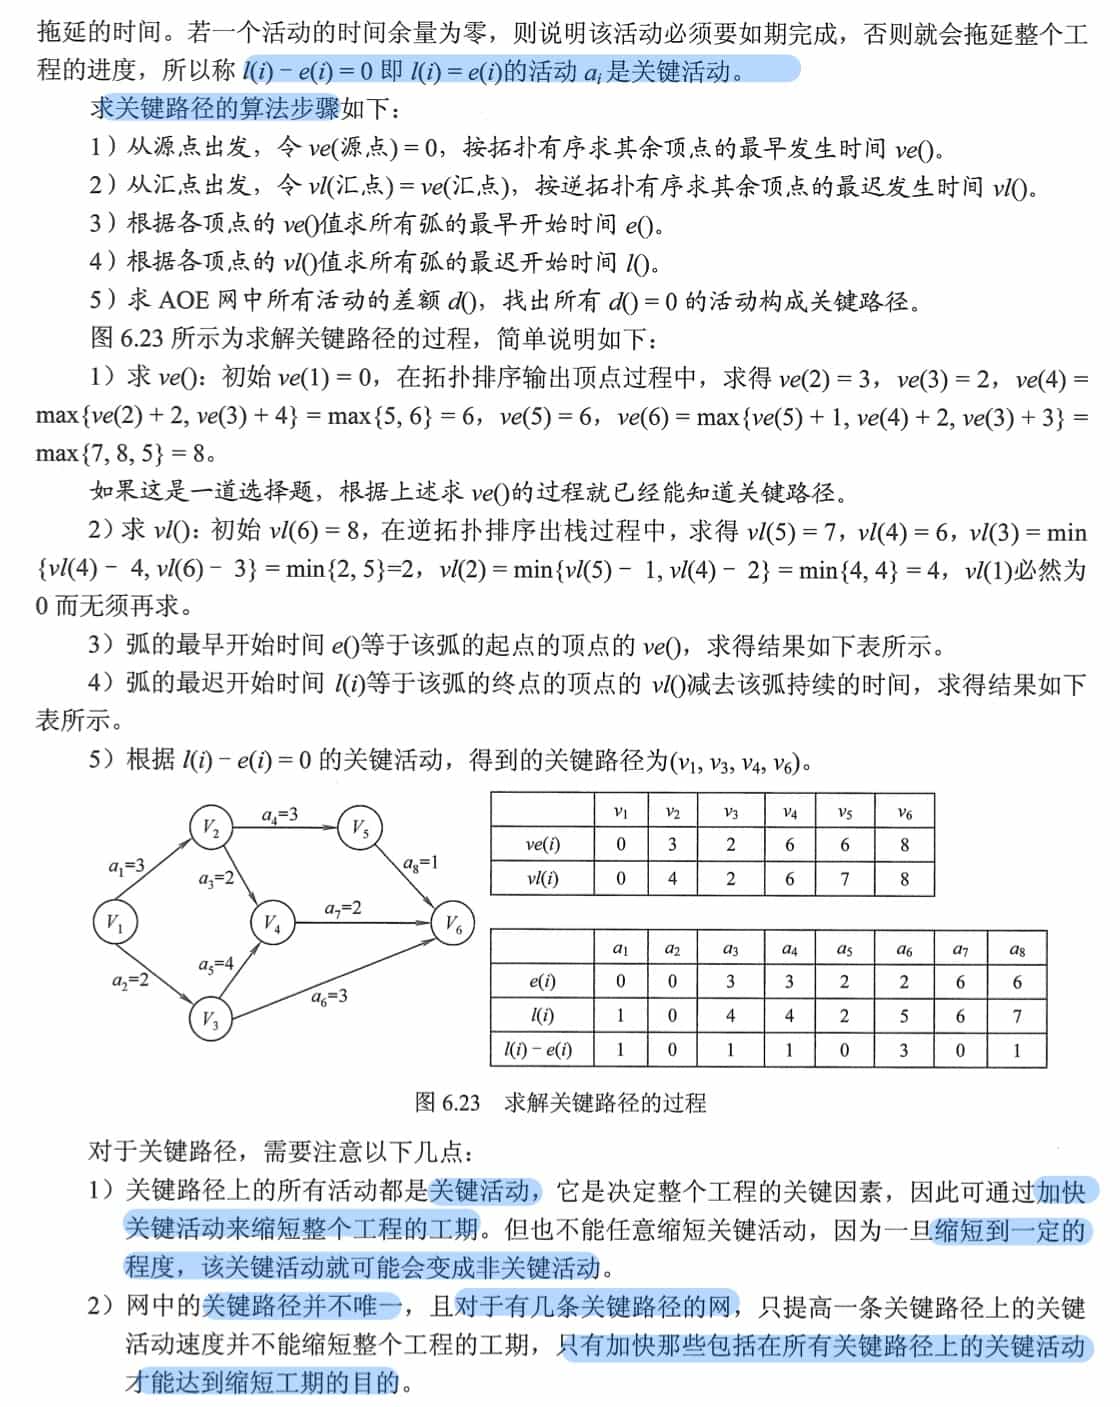 拖延的时间。若一个活动的时间余量为零，则说明该活动必须要如期完成，否则就会拖延整个工
程的进度，所以称 l(i) − e(i) = 0 即 l(i) = e(i)的活动 aᵢ 是关键活动。
求关键路径的算法步骤如下：
1）从源点出发，令 ve(源点) = 0，按拓扑有序求其余顶点的最早发生时间 ve()。
2）从汇点出发，令 vl(汇点) = ve(汇点)，按逆拓扑有序求其余顶点的最迟发生时间 vl()。
3）根据各顶点的 ve()值求所有弧的最早开始时间 e()。
4）根据各顶点的 vl()值求所有弧的最迟开始时间 l()。
5）求 AOE 网中所有活动的差额 d()，找出所有 d() = 0 的活动构成关键路径。
图 6.23 所示为求解关键路径的过程，简单说明如下：
1）求 ve()：初始 ve(1) = 0，在拓扑排序输出顶点过程中，求得 ve(2) = 3，ve(3) = 2，ve(4) =
max{ve(2) + 2, ve(3) + 4} = max{5, 6} = 6，ve(5) = 6，ve(6) = max{ve(5) + 1, ve(4) + 2, ve(3) + 3} =
max{7, 8, 5} = 8。
如果这是一道选择题，根据上述求 ve()的过程就已经能知道关键路径。
2）求 vl()：初始 vl(6) = 8，在逆拓扑排序出栈过程中，求得 vl(5) = 7，vl(4) = 6，vl(3) = min
{vl(4) − 4, vl(6) − 3} = min{2, 5}=2，vl(2) = min{vl(5) − 1, vl(4) − 2} = min{4, 4} = 4，vl(1)必然为
0 而无须再求。
3）弧的最早开始时间 e()等于该弧的起点的顶点的 ve()，求得结果如下表所示。
4）弧的最迟开始时间 l(i)等于该弧的终点的顶点的 vl()减去该弧持续的时间，求得结果如下
表所示。
5）根据 l(i) − e(i) = 0 的关键活动，得到的关键路径为(v₁, v₃, v₄, v₆)。
V₂ a₄=3 V₅
a₁=3 a₃=2 a₈=1
V₁ V₄ a₇=2 V₆
a₂=2 a₅=4 a₆=3
V₃
v₁ v₂ v₃ v₄ v₅ v₆
ve(i) 0 3 2 6 6 8
vl(i) 0 4 2 6 7 8
a₁ a₂ a₃ a₄ a₅ a₆ a₇ a₈
e(i) 0 0 3 3 2 2 6 6
l(i) 1 0 4 4 2 5 6 7
l(i) − e(i) 1 0 1 1 0 3 0 1
图 6.23 求解关键路径的过程
对于关键路径，需要注意以下几点：
1）关键路径上的所有活动都是关键活动，它是决定整个工程的关键因素，因此可通过加快
关键活动来缩短整个工程的工期。但也不能任意缩短关键活动，因为一旦缩短到一定的
程度，该关键活动就可能会变成非关键活动。
2）网中的关键路径并不唯一，且对于有几条关键路径的网，只提高一条关键路径上的关键
活动速度并不能缩短整个工程的工期，只有加快那些包括在所有关键路径上的关键活动
才能达到缩短工期的目的。